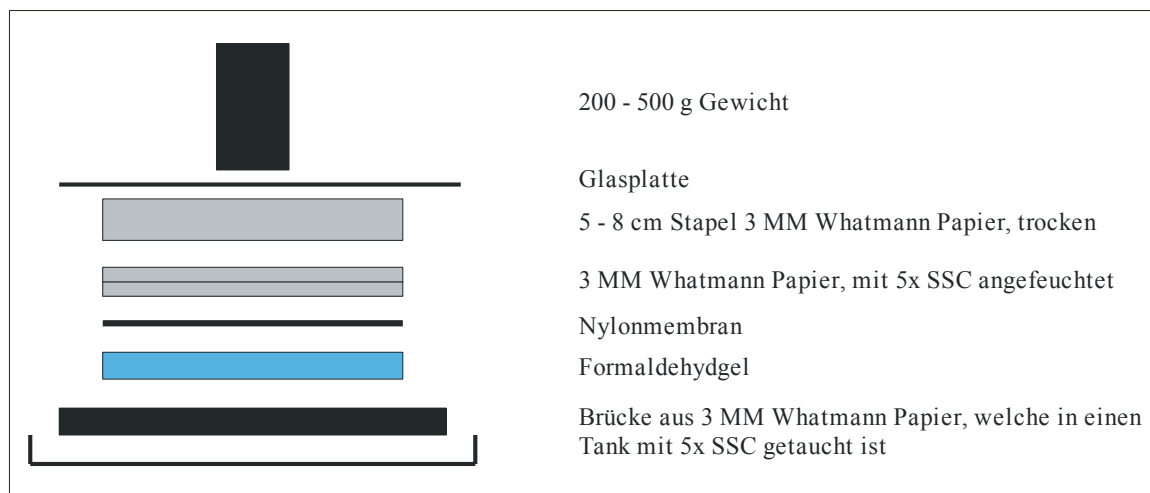 200 - 500 g Gewicht
Glasplatte
5 - 8 cm Stapel 3 MM Whatmann Papier, trocken
3 MM Whatmann Papier, mit 5x SSC angefeuchtet
Nylonmembran
Formaldehydgel
Brücke aus 3 MM Whatmann Papier, welche in einen
Tank mit 5x SSC getaucht ist